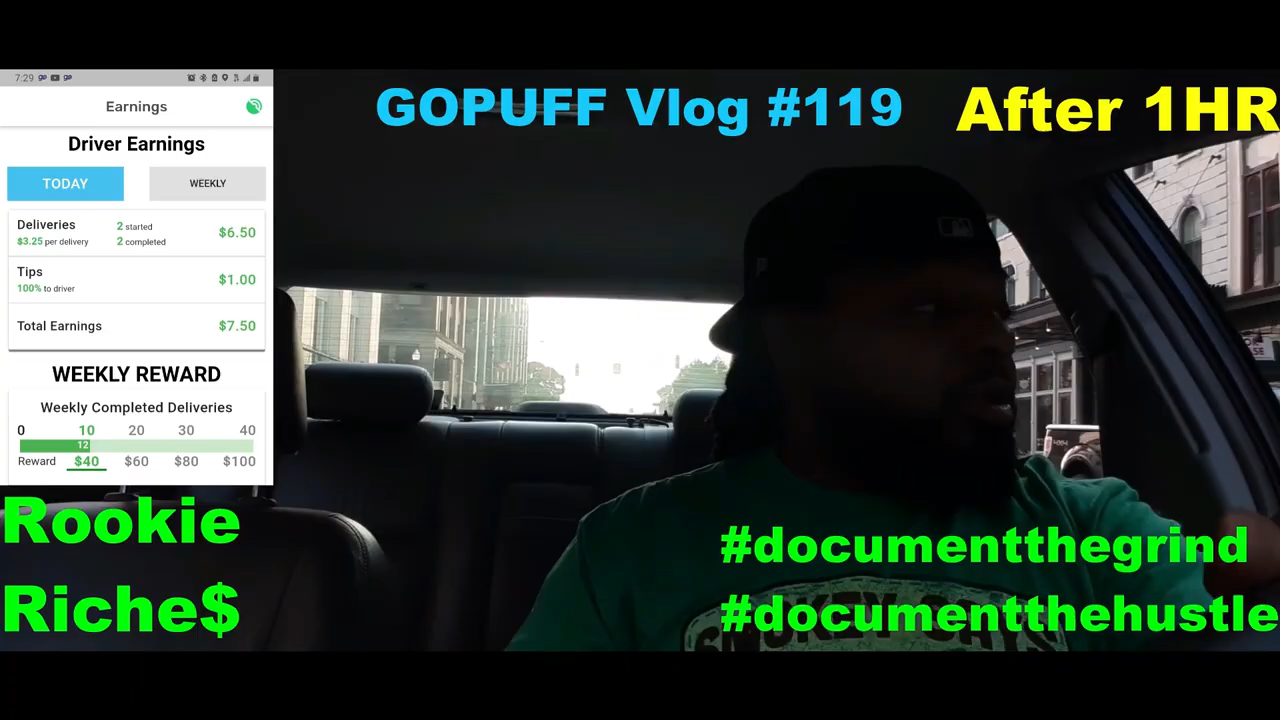 7:29
Earnings
Driver Earnings
TODAY
WEEKLY
Deliveries
$3.25 per delivery
2 started
2 completed
$6.50
Tips
100% to driver
$1.00
Total Earnings
$7.50
WEEKLY REWARD
Weekly Completed Deliveries
0 10 20 30 40
12
Reward $40 $60 $80 $100
GOPUFF Vlog #119
After 1HR
Rookie
Riche$
#documentthegrind
#documentthehustle